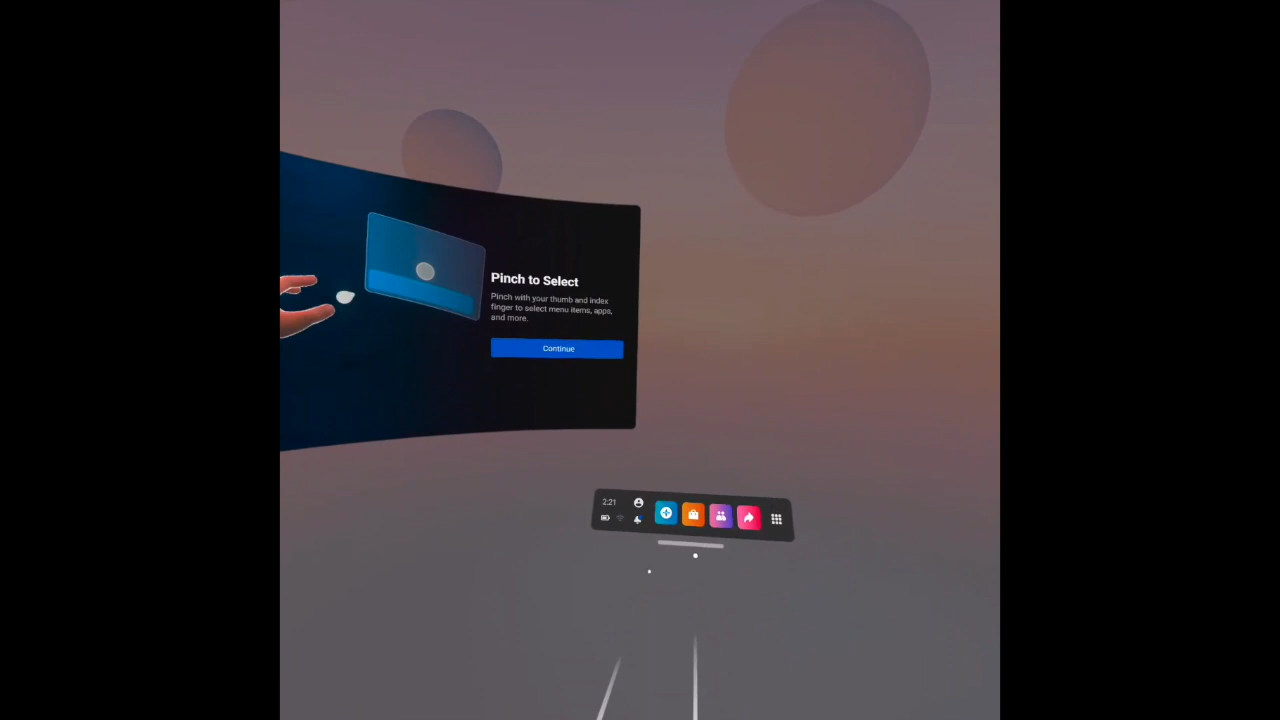 Pinch to Select
Pinch with your thumb and index
finger to select menu items, apps,
and more.
Continue
2:21